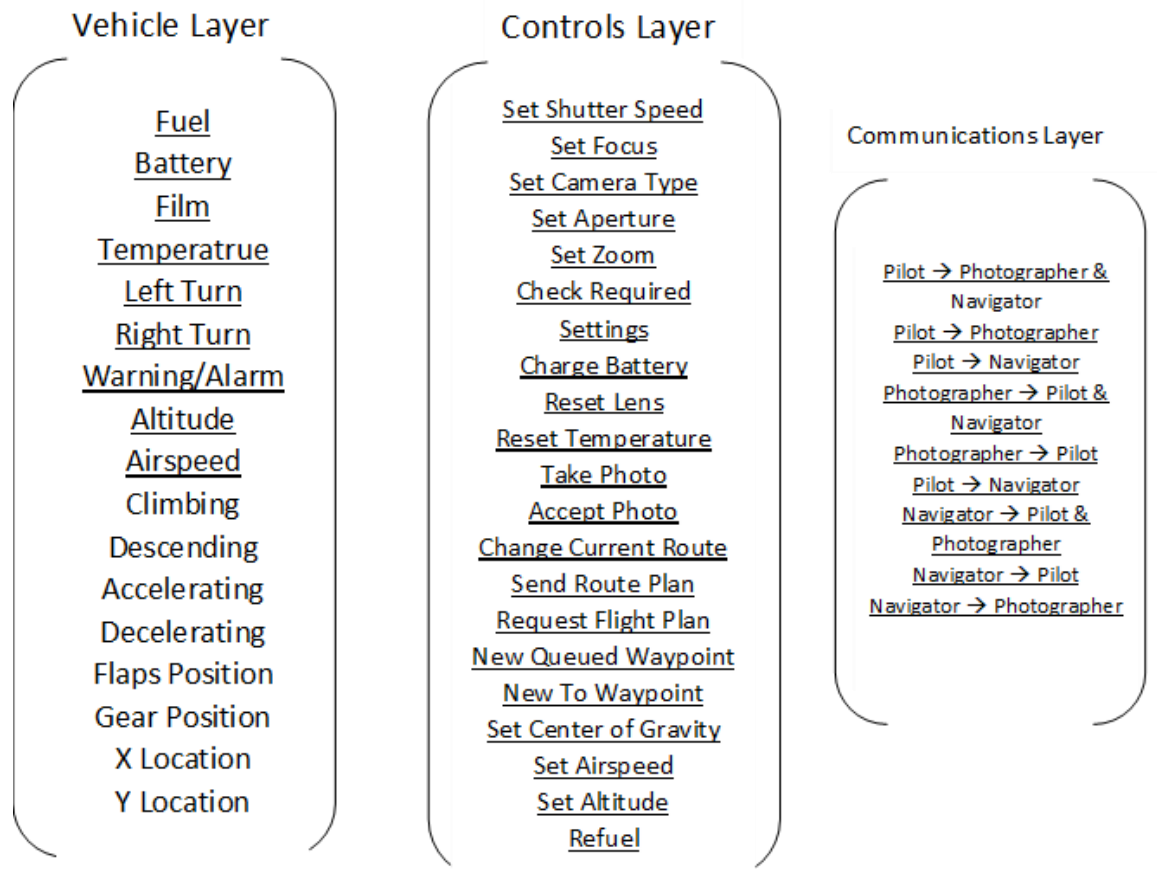 Vehicle Layer
Fuel
Battery
Film
Temperatrue
Left Turn
Right Turn
Warning/Alarm
Altitude
Airspeed
Climbing
Descending
Accelerating
Decelerating
Flaps Position
Gear Position
X Location
Y Location
Controls Layer
Set Shutter Speed
Set Focus
Set Camera Type
Set Aperture
Set Zoom
Check Required
Settings
Charge Battery
Reset Lens
Reset Temperature
Take Photo
Accept Photo
Change Current Route
Send Route Plan
Request Flight Plan
New Queued Waypoint
New To Waypoint
Set Center of Gravity
Set Airspeed
Set Altitude
Refuel
Communications Layer
Pilot → Photographer &
Navigator
Pilot → Photographer
Pilot → Navigator
Photographer → Pilot &
Navigator
Photographer → Pilot
Pilot → Navigator
Navigator → Pilot &
Photographer
Navigator → Pilot
Navigator → Photographer